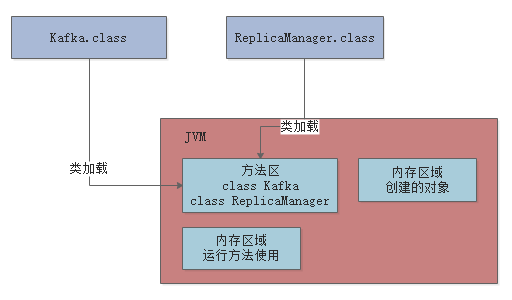 Kafka.class
ReplicaManager.class
类加载
JVM
类加载
方法区
class Kafka
class ReplicaManager
内存区域
创建的对象
内存区域
运行方法使用